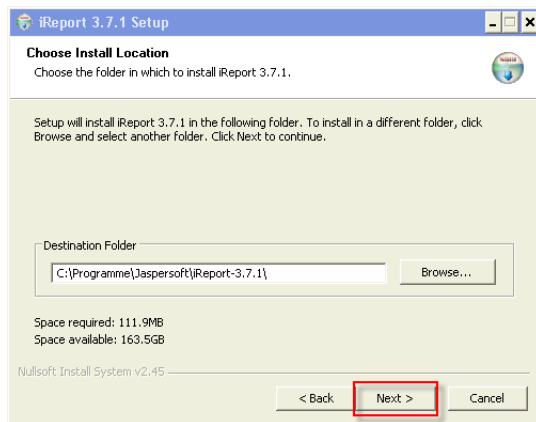 iReport 3.7.1 Setup
Choose Install Location
Choose the folder in which to install iReport 3.7.1.
Setup will install iReport 3.7.1 in the following folder. To install in a different folder, click
Browse and select another folder. Click Next to continue.
Destination Folder
C:\Programme\Jaspersoft\iReport-3.7.1\
Browse...
Space required: 111.9MB
Space available: 163.5GB
Nullsoft Install System v2.45
< Back
Next >
Cancel